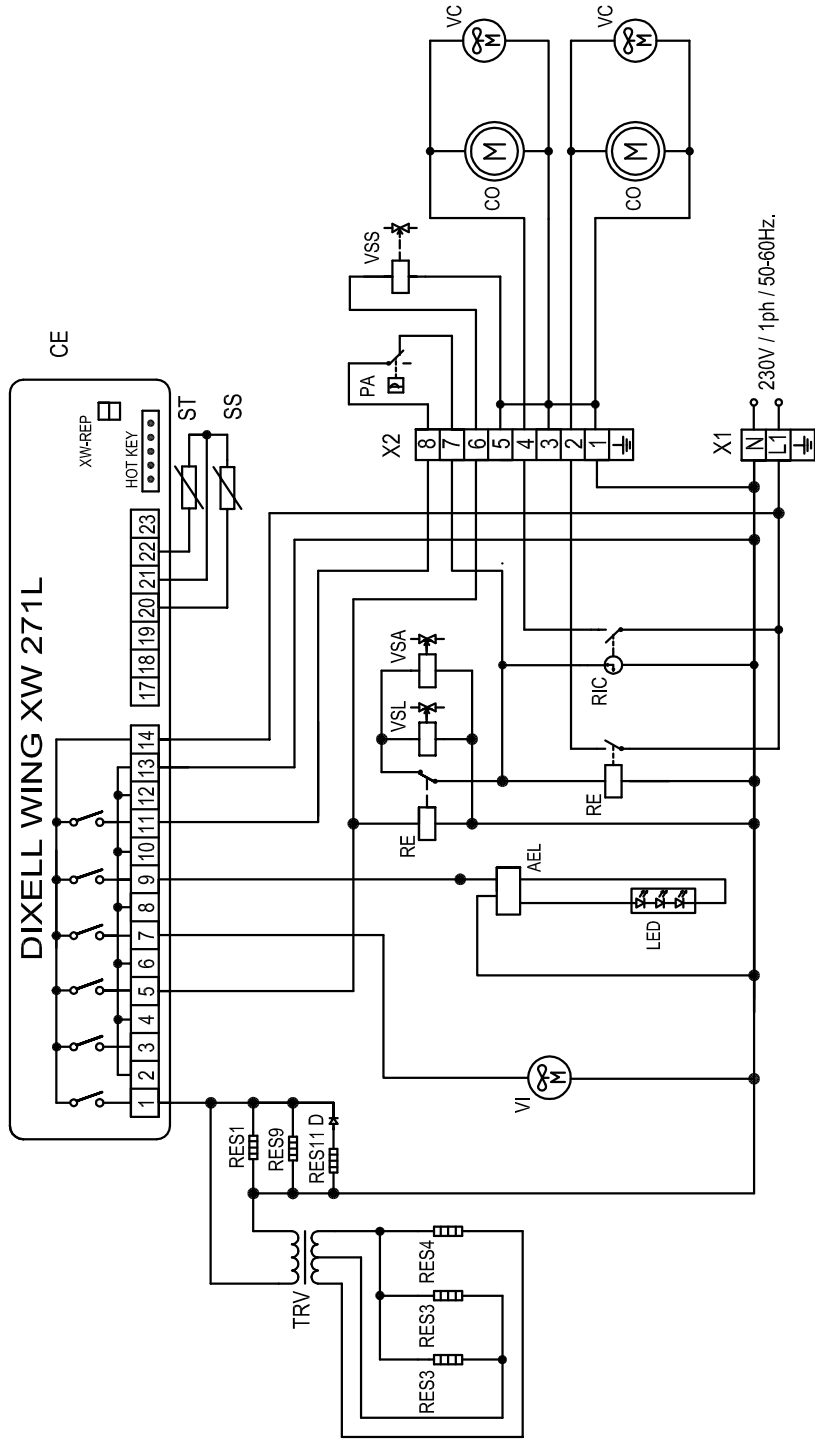 DIXELL WING XW 271L
CE
XW-REP
HOT KEY
1 2 3 4 5 6 7 8 9 10 11 12 13 14
17 18 19 20 21 22 23
ST
SS
RES1
RES9
RES11 D
TRV
RES3
RES3
RES4
VI
AEL
LED
RE
VSL
VSA
RE
RIC
PA
VSS
X2
8 7 6 5 4 3 2 1
X1
N
L1
230V / 1ph / 50-60Hz.
CO
M
VC
M
CO
M
VC
M
M